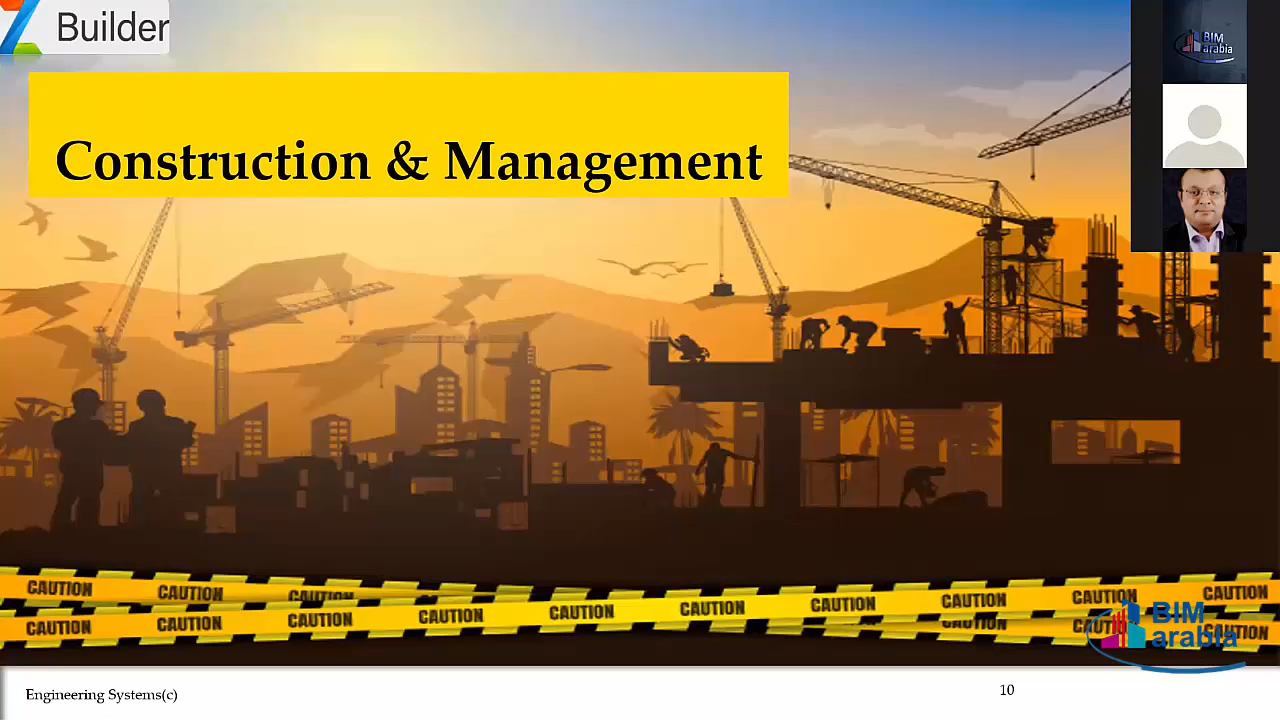 Builder
BIM
arabia
Construction & Management
CAUTION CAUTION CAUTION CAUTION CAUTION CAUTION
CAUTION CAUTION CAUTION CAUTION CAUTION CAUTION CAUTION CAUTION CAUTION CAUTION
BIM
arabia
Engineering Systems(c)
10